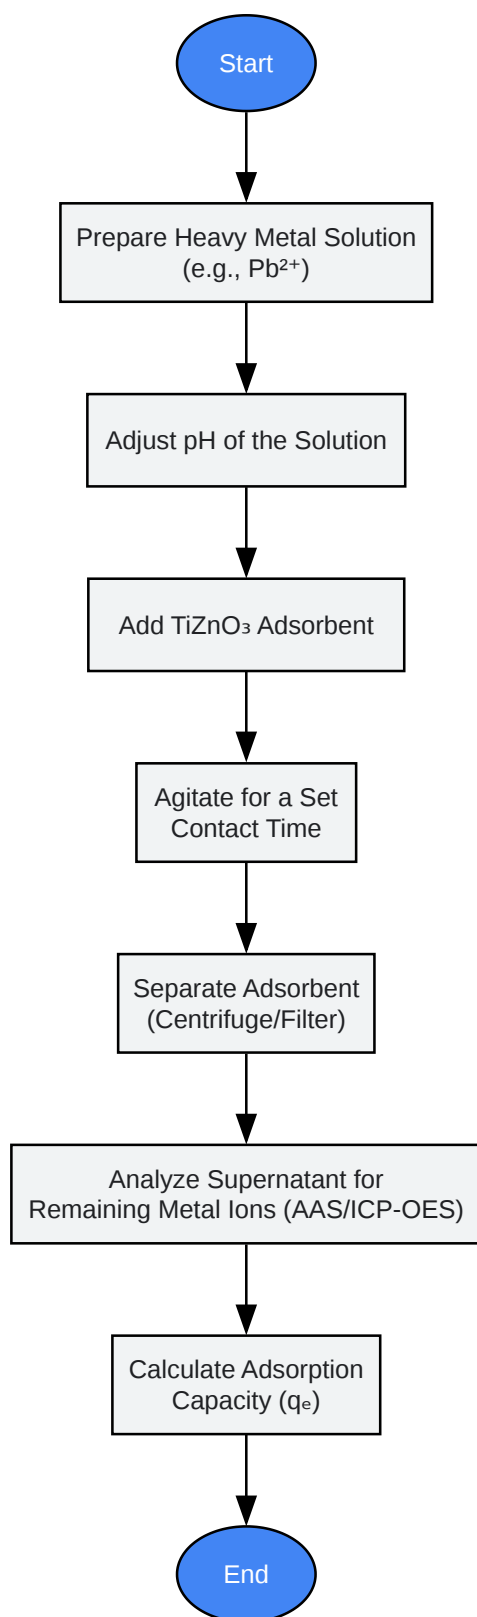 Start
Prepare Heavy Metal Solution
(e.g., Pb²⁺)
Adjust pH of the Solution
Add TiZnO₃ Adsorbent
Agitate for a Set
Contact Time
Separate Adsorbent
(Centrifuge/Filter)
Analyze Supernatant for
Remaining Metal Ions (AAS/ICP-OES)
Calculate Adsorption
Capacity (qₑ)
End